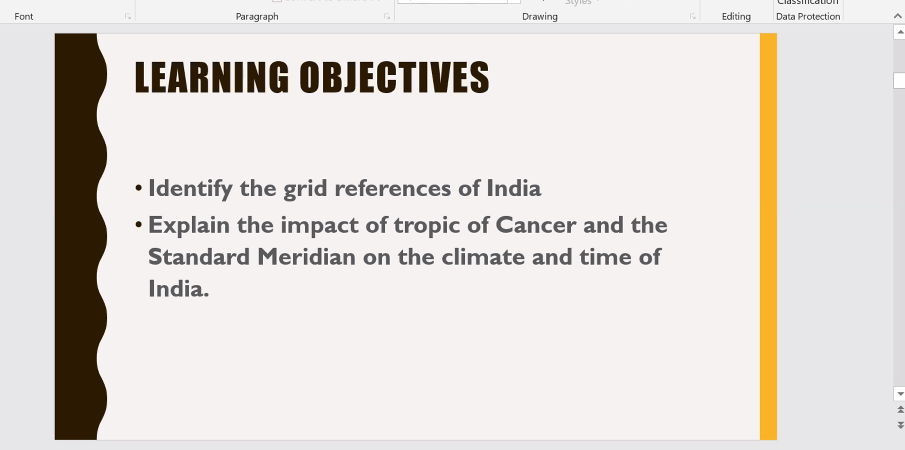 Styles
Classification
Font
Paragraph
Drawing
Editing
Data Protection
LEARNING OBJECTIVES
• Identify the grid references of India
• Explain the impact of tropic of Cancer and the
Standard Meridian on the climate and time of
India.